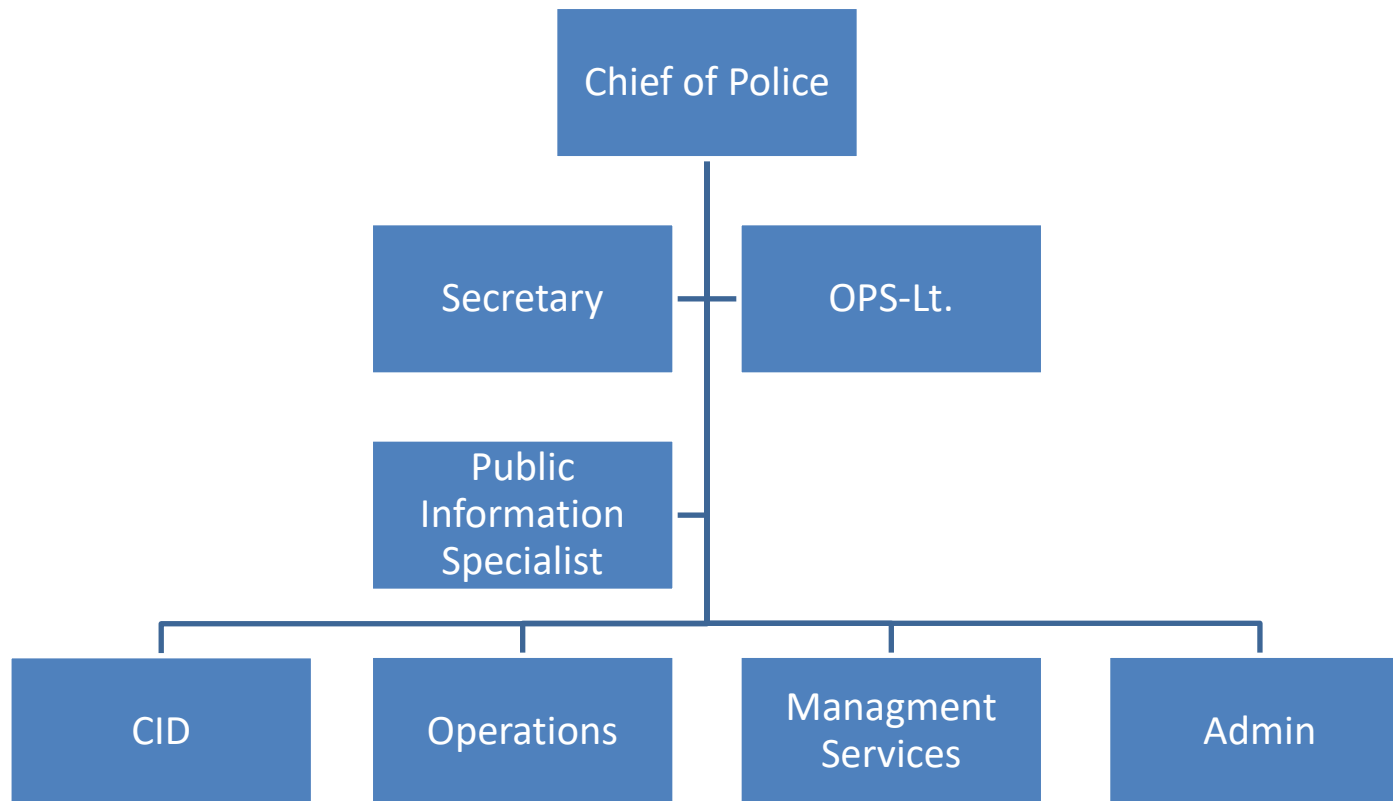 Chief of Police
Secretary
OPS-Lt.
Public
Information
Specialist
CID
Operations
Managment
Services
Admin